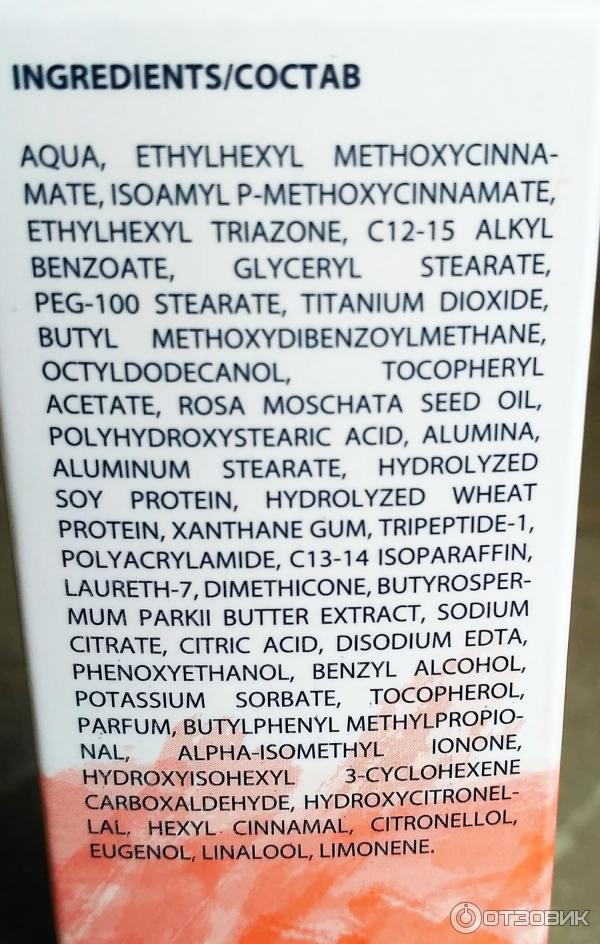 INGREDIENTS/СОСТАВ
AQUA, ETHYLHEXYL METHOXYCINNA-
MATE, ISOAMYL P-METHOXYCINNAMATE,
ETHYLHEXYL TRIAZONE, C12-15 ALKYL
BENZOATE, GLYCERYL STEARATE,
PEG-100 STEARATE, TITANIUM DIOXIDE,
BUTYL METHOXYDIBENZOYLMETHANE,
OCTYLDODECANOL, TOCOPHERYL
ACETATE, ROSA MOSCHATA SEED OIL,
POLYHYDROXYSTEARIC ACID, ALUMINA,
ALUMINUM STEARATE, HYDROLYZED
SOY PROTEIN, HYDROLYZED WHEAT
PROTEIN, XANTHANE GUM, TRIPEPTIDE-1,
POLYACRYLAMIDE, C13-14 ISOPARAFFIN,
LAURETH-7, DIMETHICONE, BUTYROSPER-
MUM PARKII BUTTER EXTRACT, SODIUM
CITRATE, CITRIC ACID, DISODIUM EDTA,
PHENOXYETHANOL, BENZYL ALCOHOL,
POTASSIUM SORBATE, TOCOPHEROL,
PARFUM, BUTYLPHENYL METHYLPROPIO-
NAL, ALPHA-ISOMETHYL IONONE,
HYDROXYISOHEXYL 3-CYCLOHEXENE
CARBOXALDEHYDE, HYDROXYCITRONEL-
LAL, HEXYL CINNAMAL, CITRONELLOL,
EUGENOL, LINALOOL, LIMONENE.
ОТЗОВИК